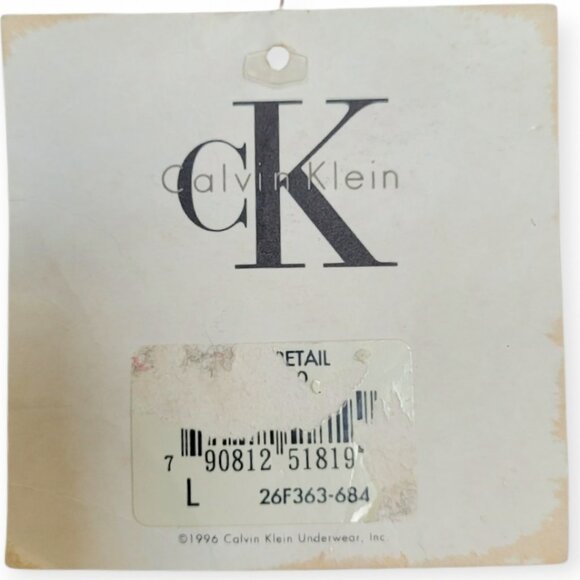 CK
Calvin Klein
RETAIL
7 90812 51819
L 26F363-684
©1996 Calvin Klein Underwear, Inc.